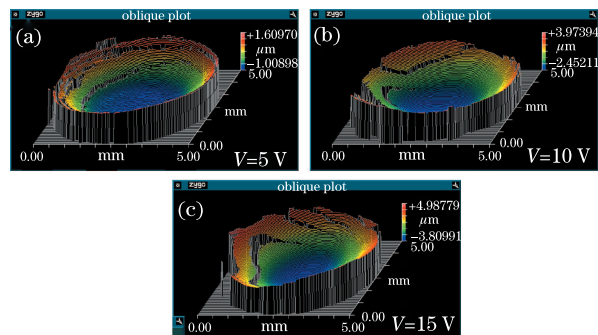 zygo
oblique plot
(a)
+1.60970
μm
-1.00898
5.00
mm
0.00
0.00
mm
5.00
V=5 V
zygo
oblique plot
(b)
+3.97394
μm
-2.45211
5.00
mm
0.00
0.00
mm
5.00
V=10 V
zygo
oblique plot
(c)
+4.98779
μm
-3.80991
5.00
mm
0.00
0.00
mm
5.00
V=15 V